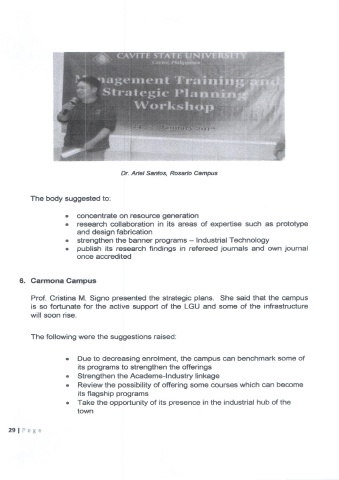 CAVITE STATE UNIVERSITY
Cavite, Philippines
Management Training and
Strategic Planning
Workshop
2017
Dr. Ariel Santos, Rosario Campus
The body suggested to:
• concentrate on resource generation
• research collaboration in its areas of expertise such as prototype
and design fabrication
• strengthen the banner programs – Industrial Technology
• publish its research findings in refereed journals and own journal
once accredited
6. Carmona Campus
Prof. Cristina M. Signo presented the strategic plans. She said that the campus
is so fortunate for the active support of the LGU and some of the infrastructure
will soon rise.
The following were the suggestions raised:
• Due to decreasing enrolment, the campus can benchmark some of
its programs to strengthen the offerings
• Strengthen the Academe-Industry linkage
• Review the possibility of offering some courses which can become
its flagship programs
• Take the opportunity of its presence in the industrial hub of the
town
29 | Page